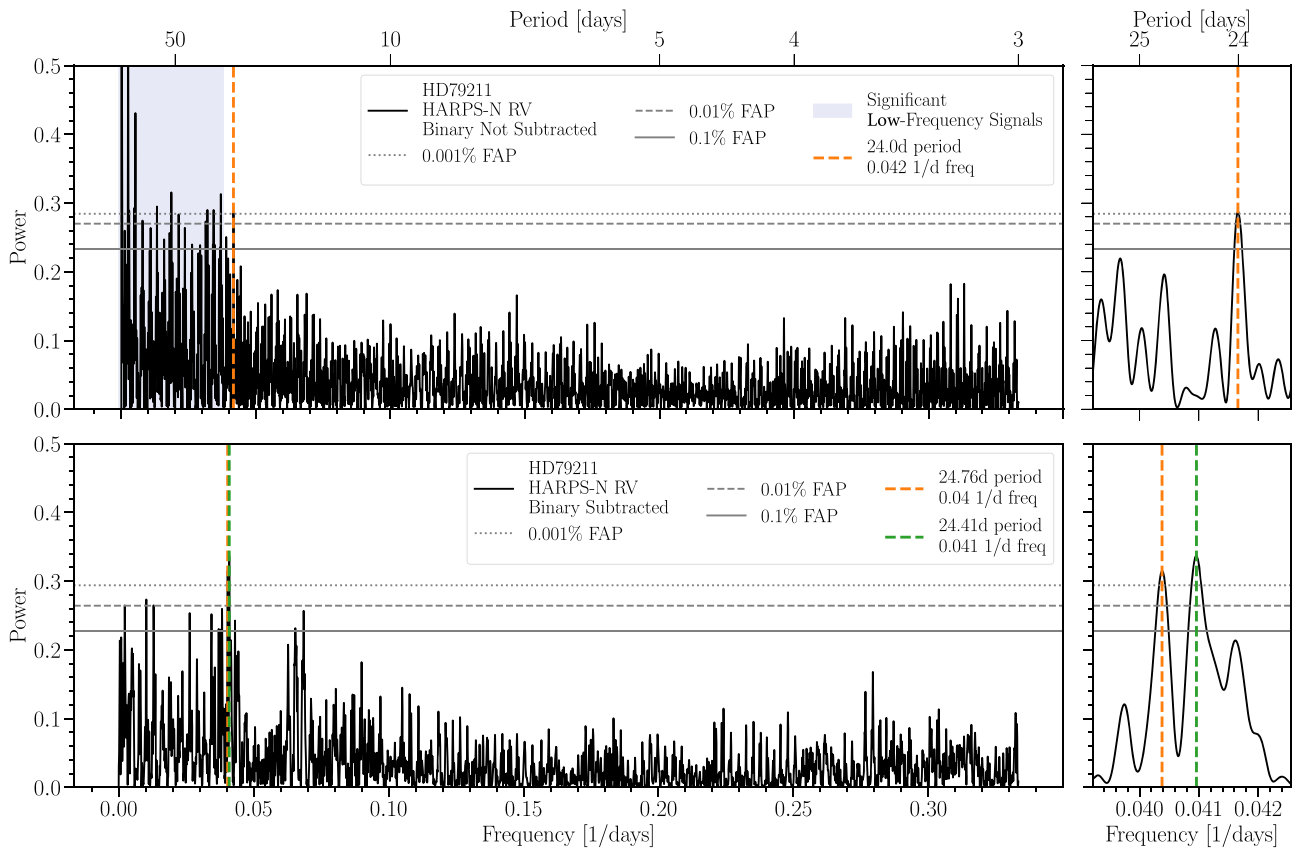 Period [days]
50
10
5
4
3
Period [days]
25
24
0.5
0.4
0.3
0.2
0.1
0.0
Power
HD79211
HARPS-N RV
Binary Not Subtracted
0.001% FAP
0.01% FAP
0.1% FAP
Significant
Low-Frequency Signals
24.0d period
0.042 1/d freq
0.5
0.4
0.3
0.2
0.1
0.0
Power
HD79211
HARPS-N RV
Binary Subtracted
0.001% FAP
0.01% FAP
0.1% FAP
24.76d period
0.04 1/d freq
24.41d period
0.041 1/d freq
0.00
0.05
0.10
0.15
0.20
0.25
0.30
Frequency [1/days]
0.040
0.041
0.042
Frequency [1/days]